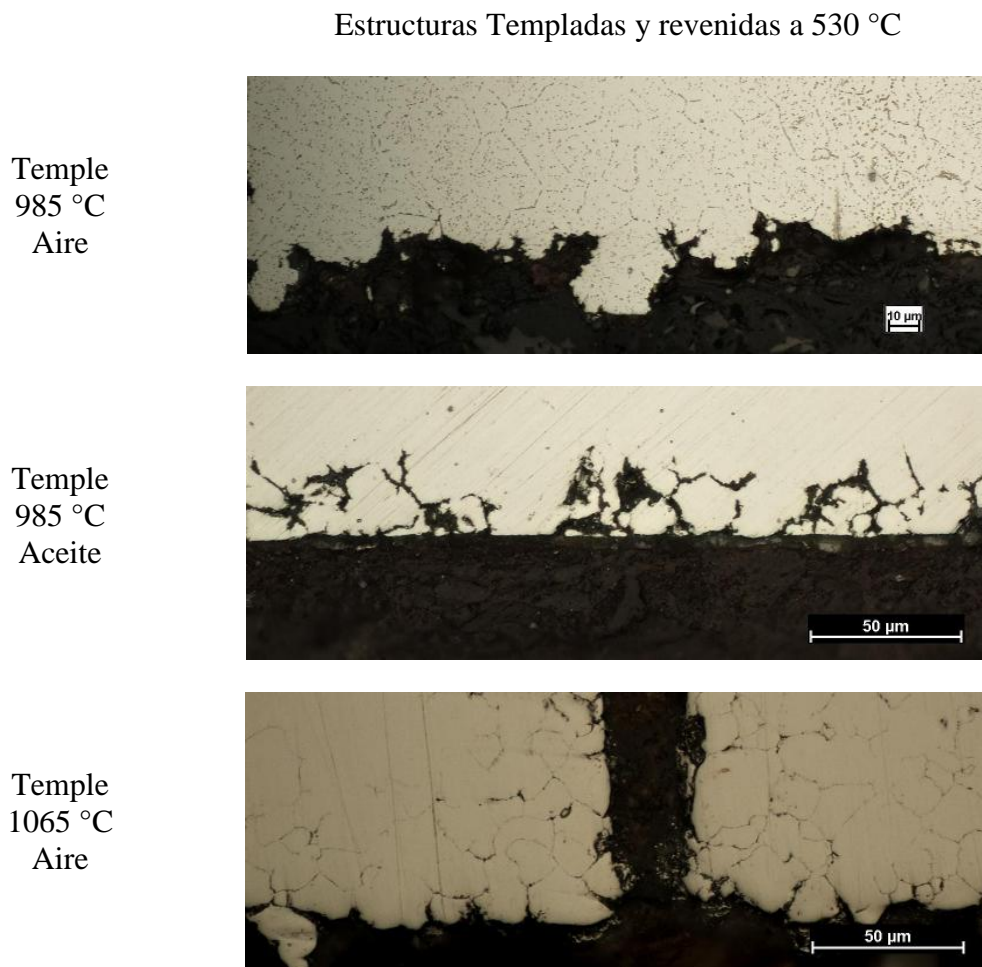 Estructuras Templadas y revenidas a 530 °C
Temple
985 °C
Aire
10 µm
Temple
985 °C
Aceite
50 µm
Temple
1065 °C
Aire
50 µm